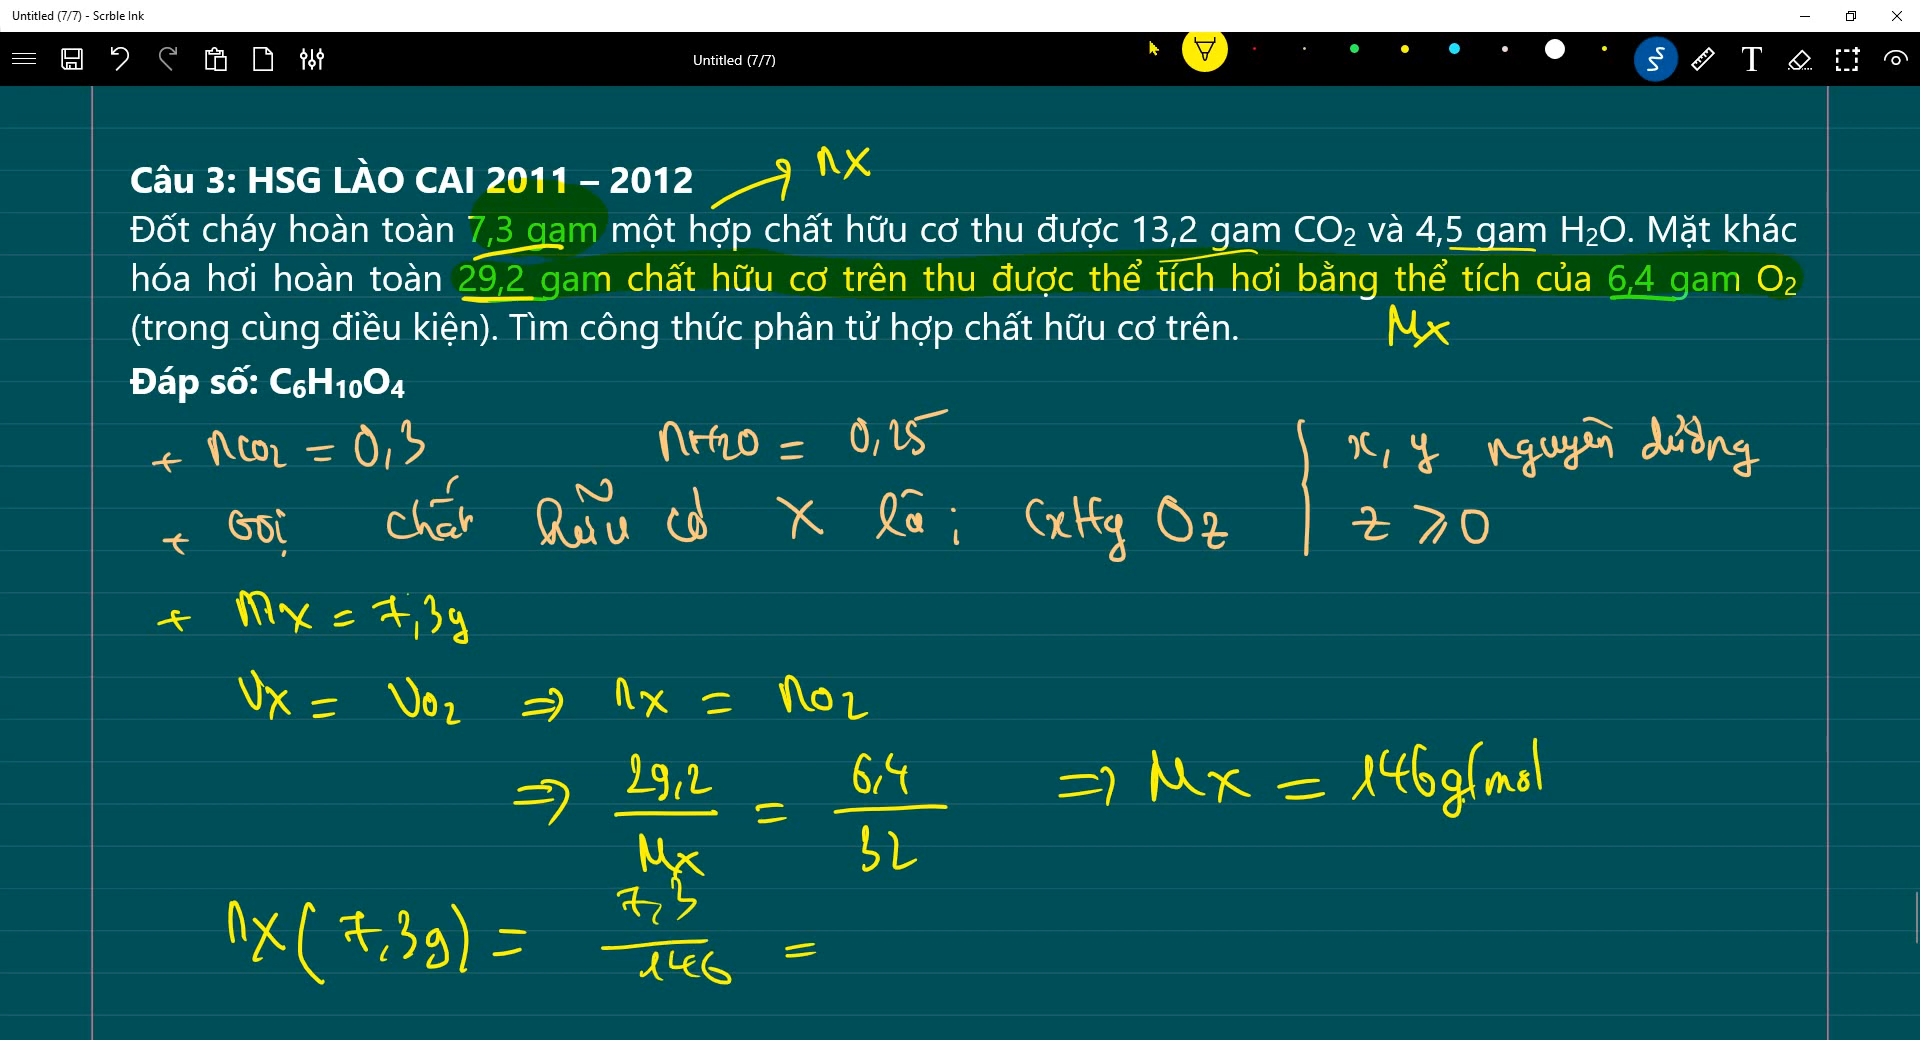 Untitled (7/7) - Scrble Ink
Untitled (7/7)
nX
Câu 3: HSG LÀO CAI 2011 – 2012
Đốt cháy hoàn toàn 7,3 gam một hợp chất hữu cơ thu được 13,2 gam CO₂ và 4,5 gam H₂O. Mặt khác
hóa hơi hoàn toàn 29,2 gam chất hữu cơ trên thu được thể tích hơi bằng thể tích của 6,4 gam O₂
(trong cùng điều kiện). Tìm công thức phân tử hợp chất hữu cơ trên.
Mx
Đáp số: C₆H₁₀O₄
+ nCO₂ = 0,3 nH2O = 0,25 x, y nguyên dương
+ Gọi chất hữu cơ X là: CxHyOz z ⩾ 0
+ mX = 7,3g
VX = VO₂ ⇒ nX = nO₂
⇒ 29,2/Mx = 6,4/32 ⇒ Mx = 146g/mol
nX(7,3g) = 7,3/146 =